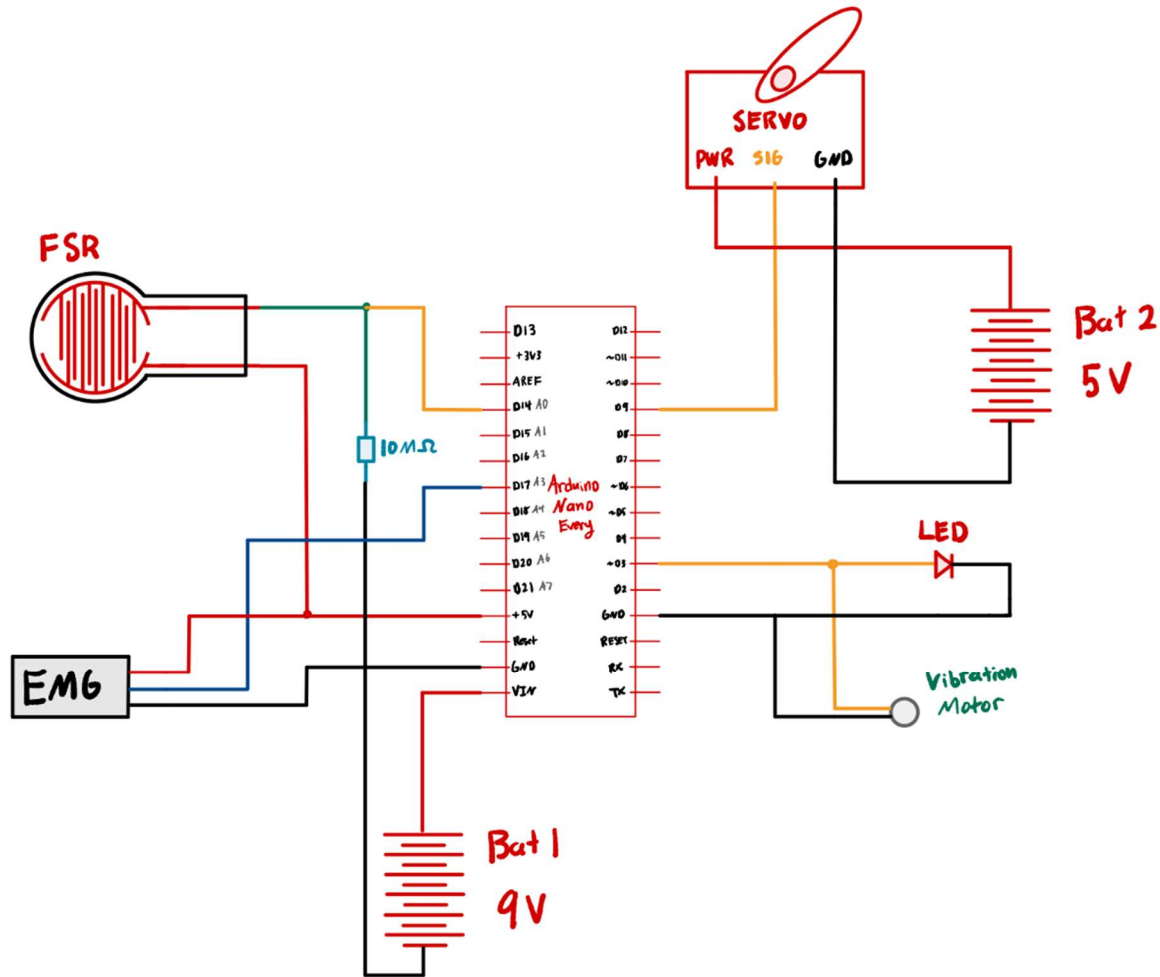 SERVO
PWR SIG GND
FSR
Bat 2
5V
10MΩ
D13
+3V3
AREF
D14 A0
D15 A1
D16 A2
D17 A3
D18 A4
D19 A5
D20 A6
D21 A7
+5V
Reset
GND
VIN
Arduino
Nano
Every
D12
~D11
~D10
D9
D8
D7
~D6
~D5
D4
~D3
D2
GND
RESET
RX
TX
LED
Vibration
Motor
EMG
Bat 1
9V